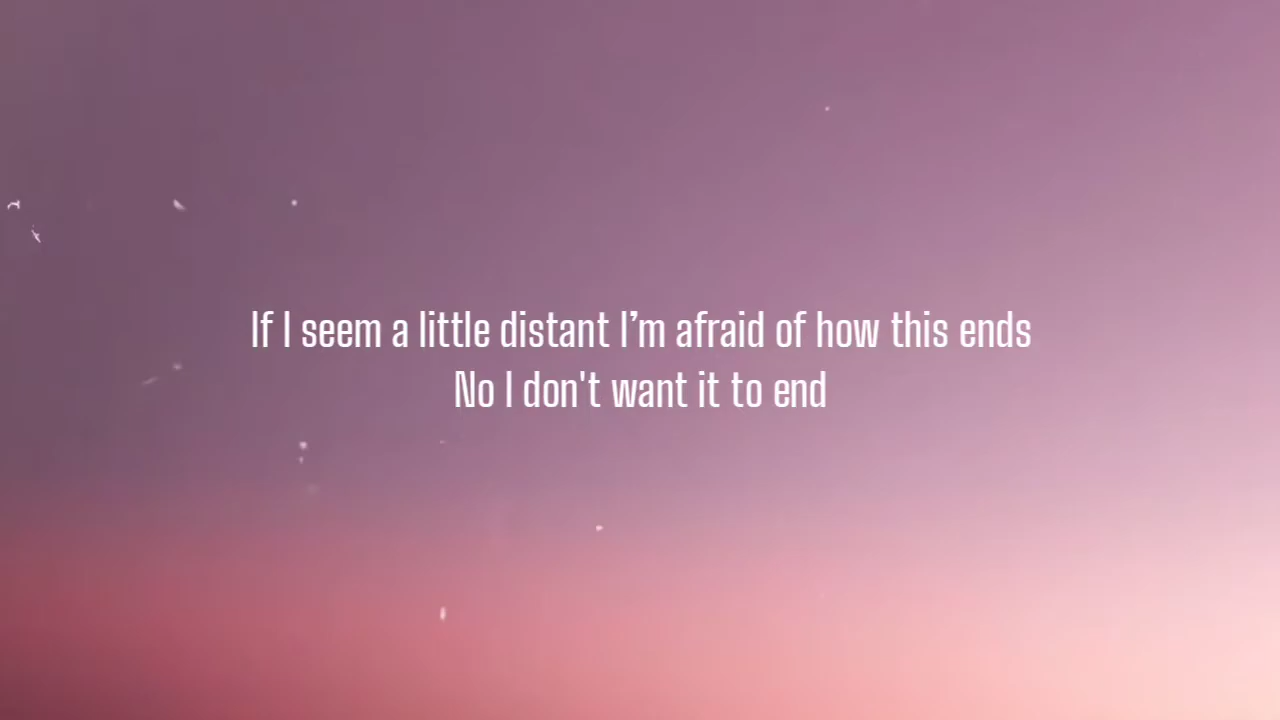 If I seem a little distant I’m afraid of how this ends
No I don't want it to end